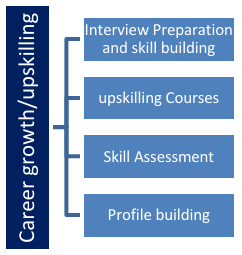 Career growth/upskilling
Interview Preparation
and skill building
upskilling Courses
Skill Assessment
Profile building